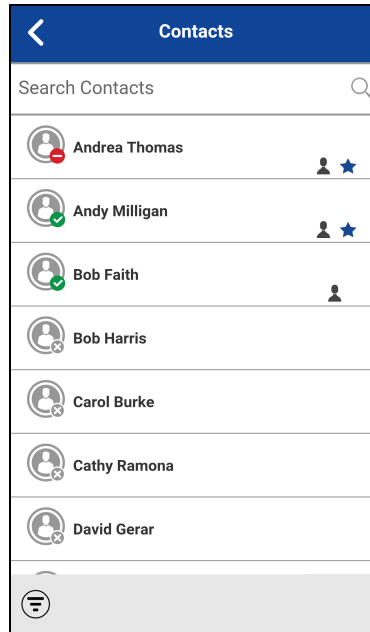 Contacts
Search Contacts
Andrea Thomas
Andy Milligan
Bob Faith
Bob Harris
Carol Burke
Cathy Ramona
David Gerar